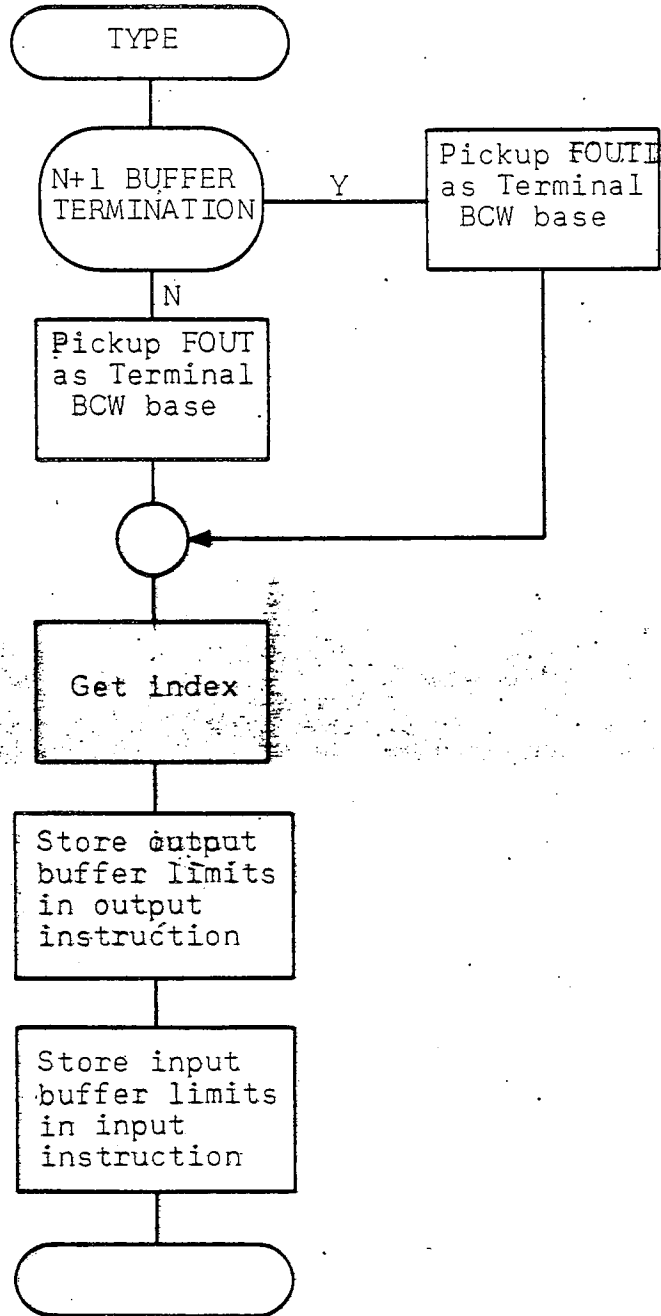 TYPE
N+1 BUFFER
TERMINATION
Y
Pickup FOUTI
as Terminal
BCW base
N
Pickup FOUT
as Terminal
BCW base
Get index
Store output
buffer limits
in output
instruction
Store input
buffer limits
in input
instruction